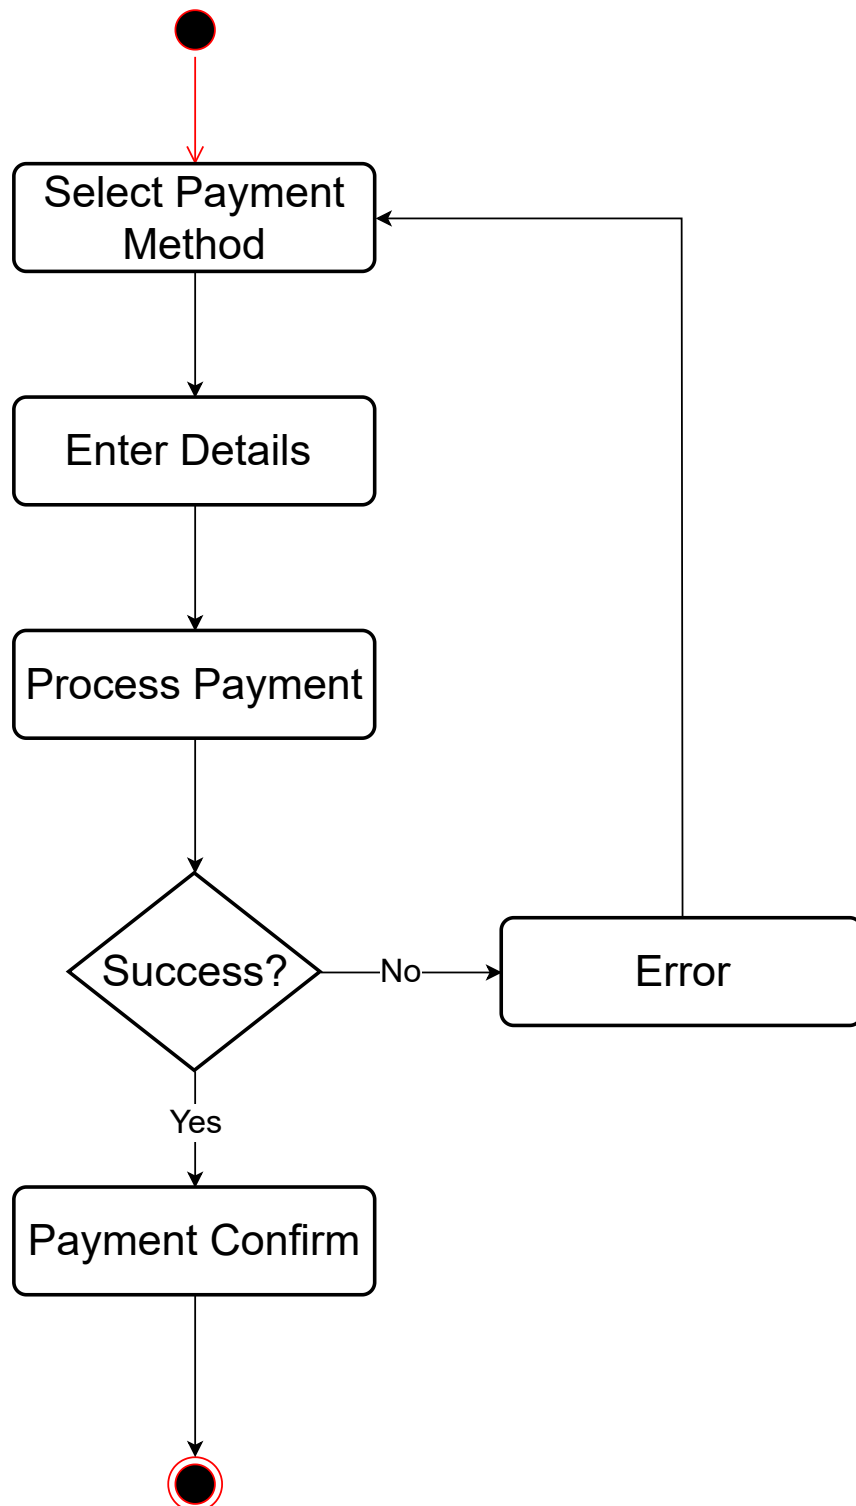 Select Payment
Method
Enter Details
Process Payment
Success?
No
Error
Yes
Payment Confirm